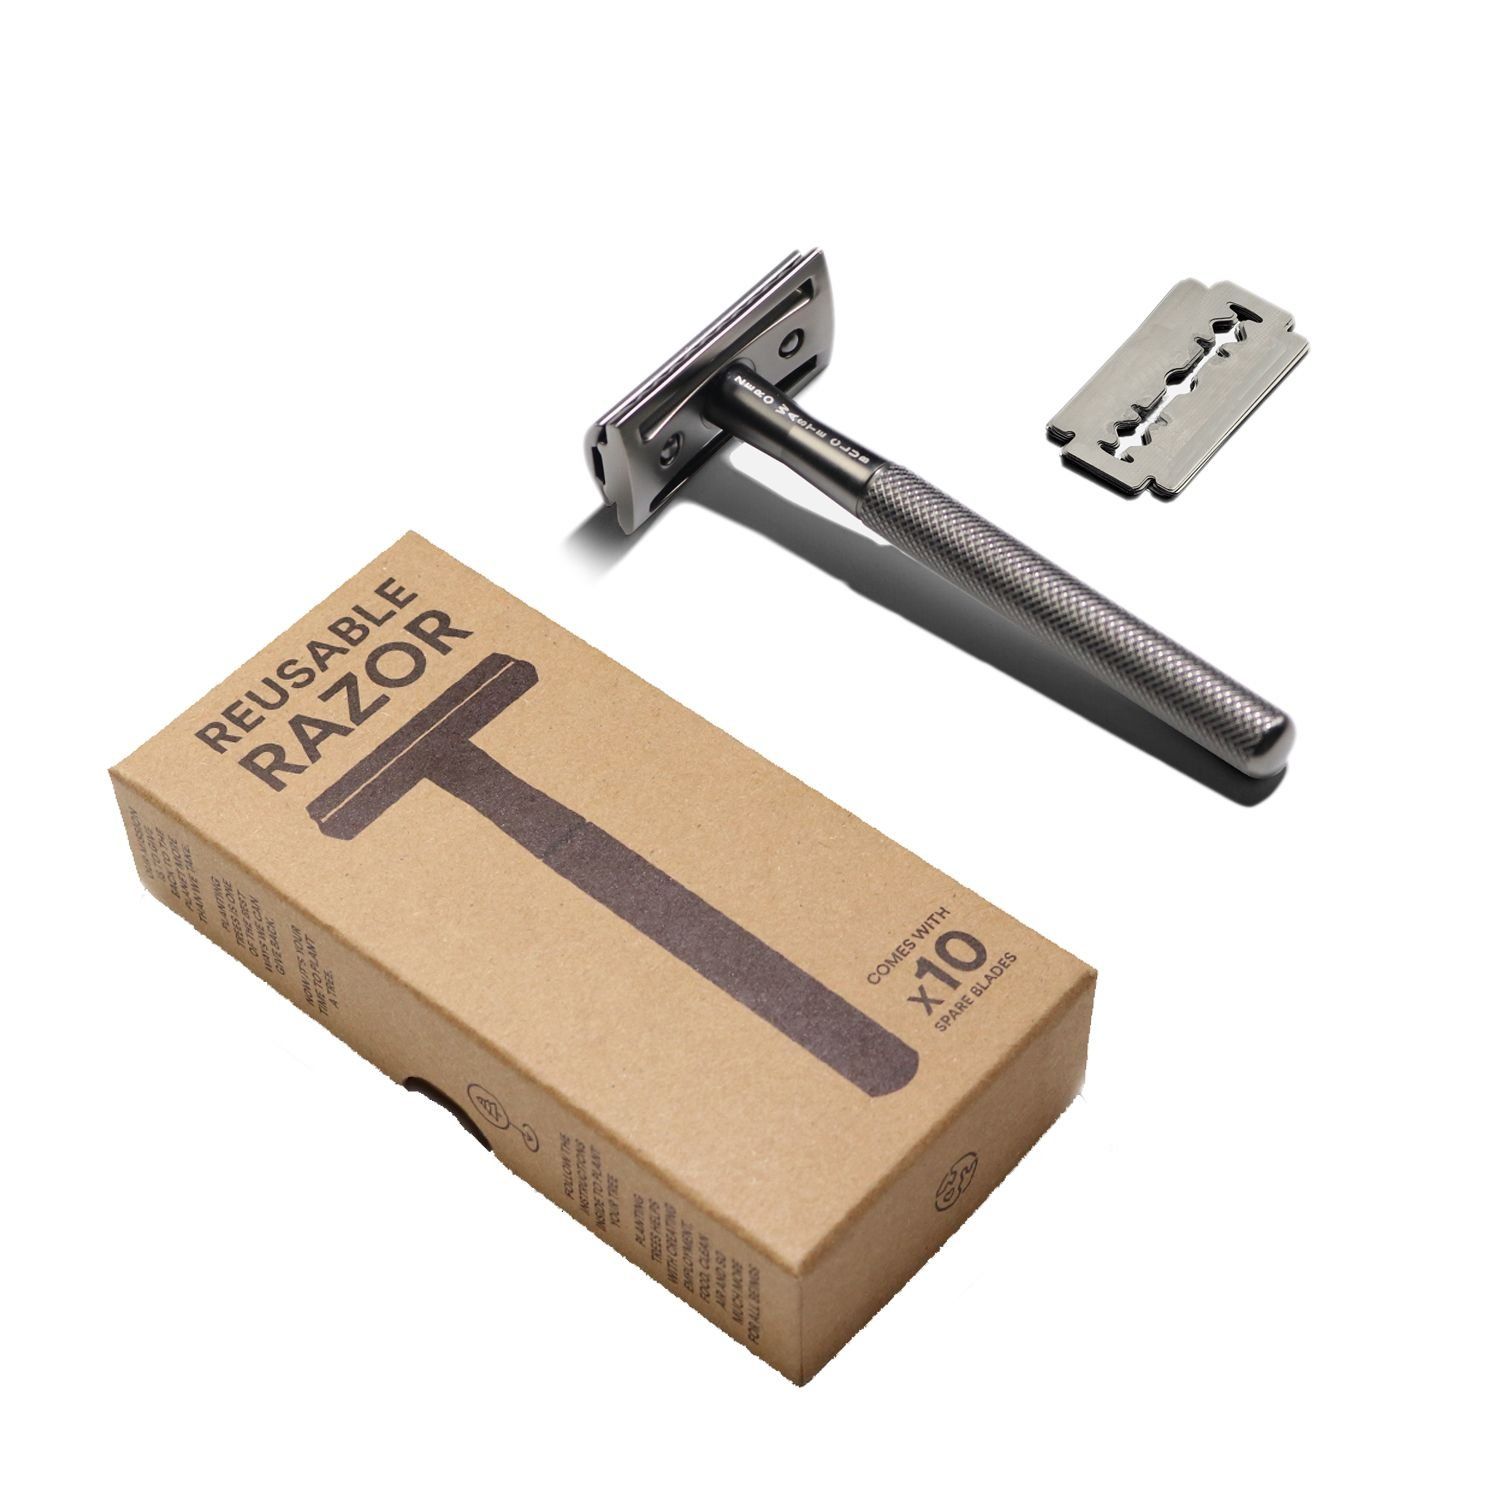 REUSABLE
RAZOR
COMES WITH
x10
SPARE BLADES
OUR MISSION
IS TO GIVE
BACK TO THE
PLANET MORE
THAN WE TAKE.
PLANTING
TREES IS ONE
OF THE BEST
WAYS WE CAN
GIVE BACK.
NOW IT'S YOUR
TIME TO PLANT
A TREE.
FOLLOW THE
INSTRUCTIONS
INSIDE TO PLANT
YOUR TREE
PLANTING
TREES HELPS
WITH CREATING
EMPLOYMENT,
FOOD, CLEAN
AIR AND SO
MUCH MORE
FOR ALL BEINGS
WASTE